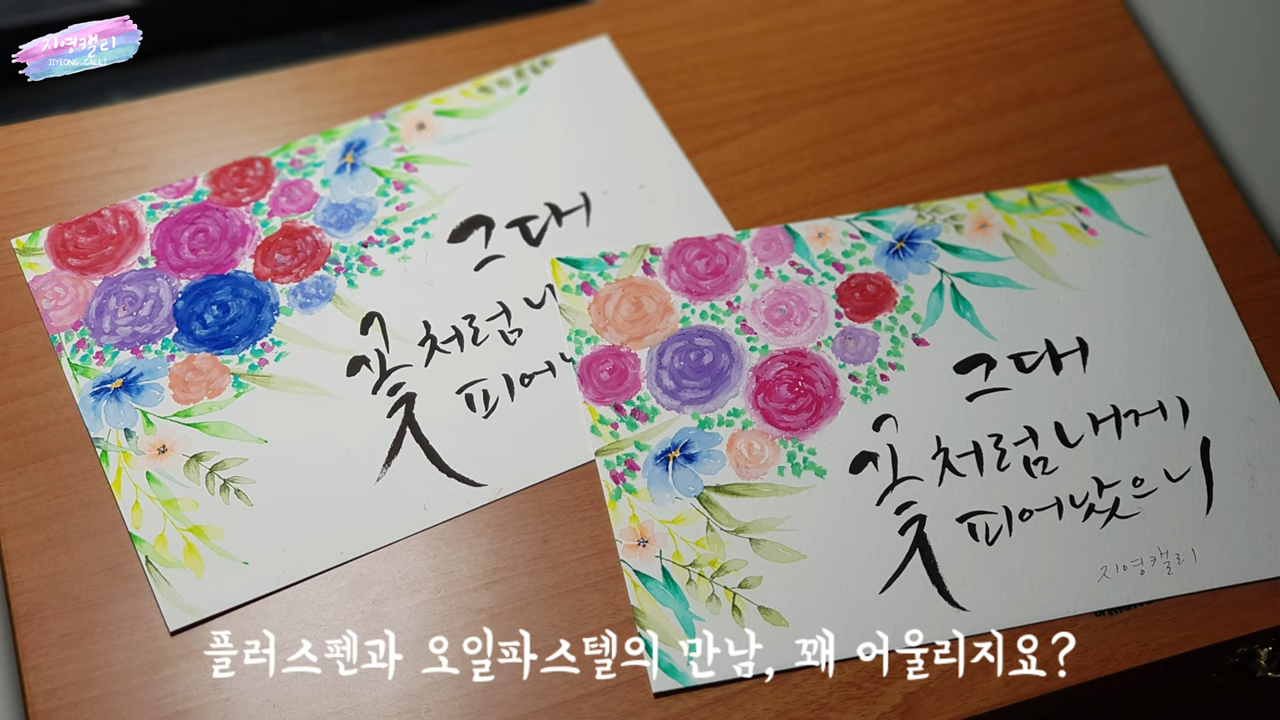 지영캘리
JIYEONG_CALLI
그대
꽃처럼 내
피어
그대
꽃처럼 내게
피어났으니
지영캘리
플러스펜과 오일파스텔의 만남, 꽤 어울리지요?